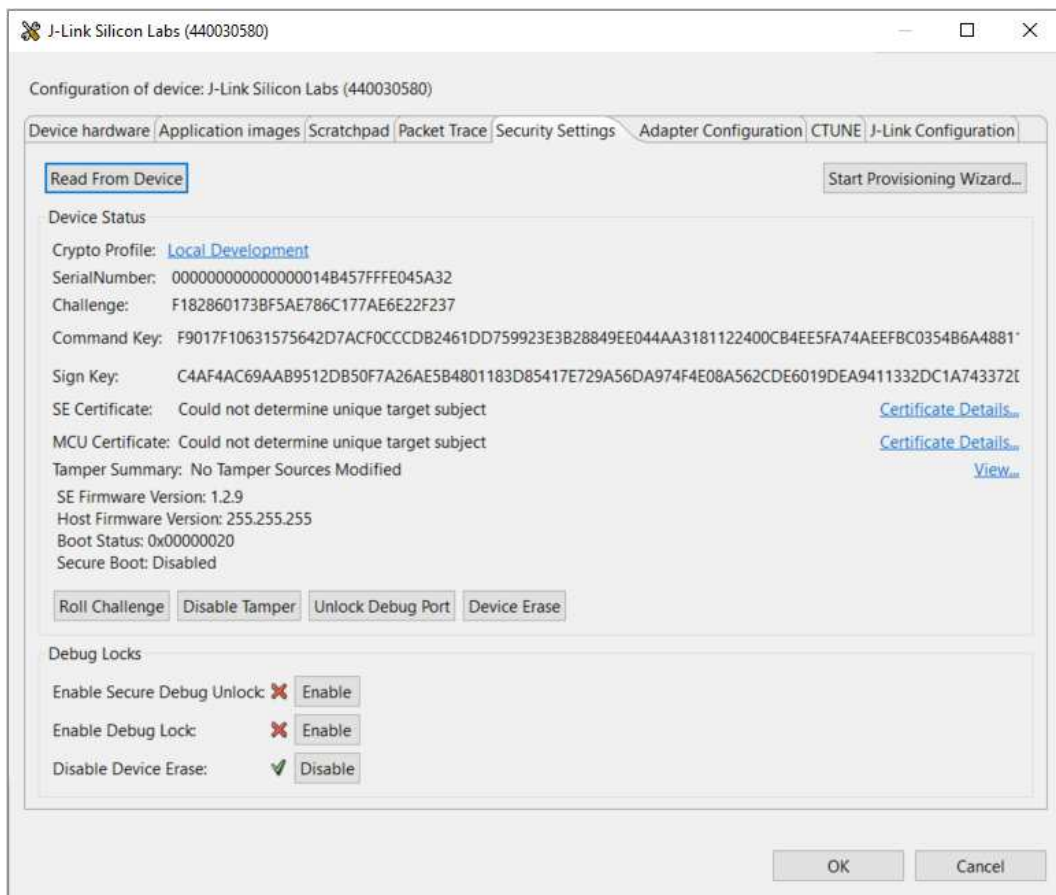 J-Link Silicon Labs (440030580)
Configuration of device: J-Link Silicon Labs (440030580)
Device hardware Application images Scratchpad Packet Trace Security Settings Adapter Configuration CTUNE J-Link Configuration
Read From Device Start Provisioning Wizard...
Device Status
Crypto Profile: Local Development
SerialNumber: 000000000000000014B457FFFE045A32
Challenge: F182860173BF5AE786C177AE6E22F237
Command Key: F9017F10631575642D7ACF0CCCDB2461DD759923E3B28849EE044AA3181122400CB4EE5FA74AEEFBC0354B6A4881
Sign Key: C4AF4AC69AAB9512DB50F7A26AE5B4801183D85417E729A56DA974F4E08A562CDE6019DEA9411332DC1A743372
SE Certificate: Could not determine unique target subject Certificate Details...
MCU Certificate: Could not determine unique target subject Certificate Details...
Tamper Summary: No Tamper Sources Modified View...
SE Firmware Version: 1.2.9
Host Firmware Version: 255.255.255
Boot Status: 0x00000020
Secure Boot: Disabled
Roll Challenge Disable Tamper Unlock Debug Port Device Erase
Debug Locks
Enable Secure Debug Unlock: Enable
Enable Debug Lock: Enable
Disable Device Erase: Disable
OK Cancel